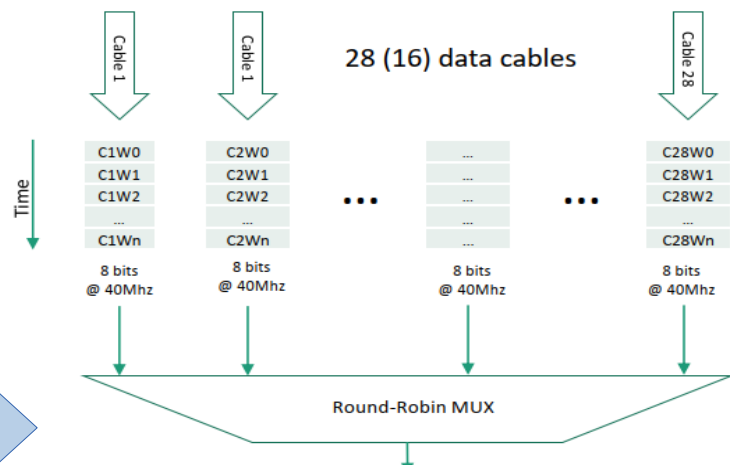 Cable 1
Cable 1
28 (16) data cables
Cable 28
Time
C1W0
C1W1
C1W2
...
C1Wn
C2W0
C2W1
C2W2
...
C2Wn
...
...
...
...
...
...
...
C28W0
C28W1
C28W2
...
C28Wn
8 bits
@ 40Mhz
8 bits
@ 40Mhz
8 bits
@ 40Mhz
8 bits
@ 40Mhz
Round-Robin MUX